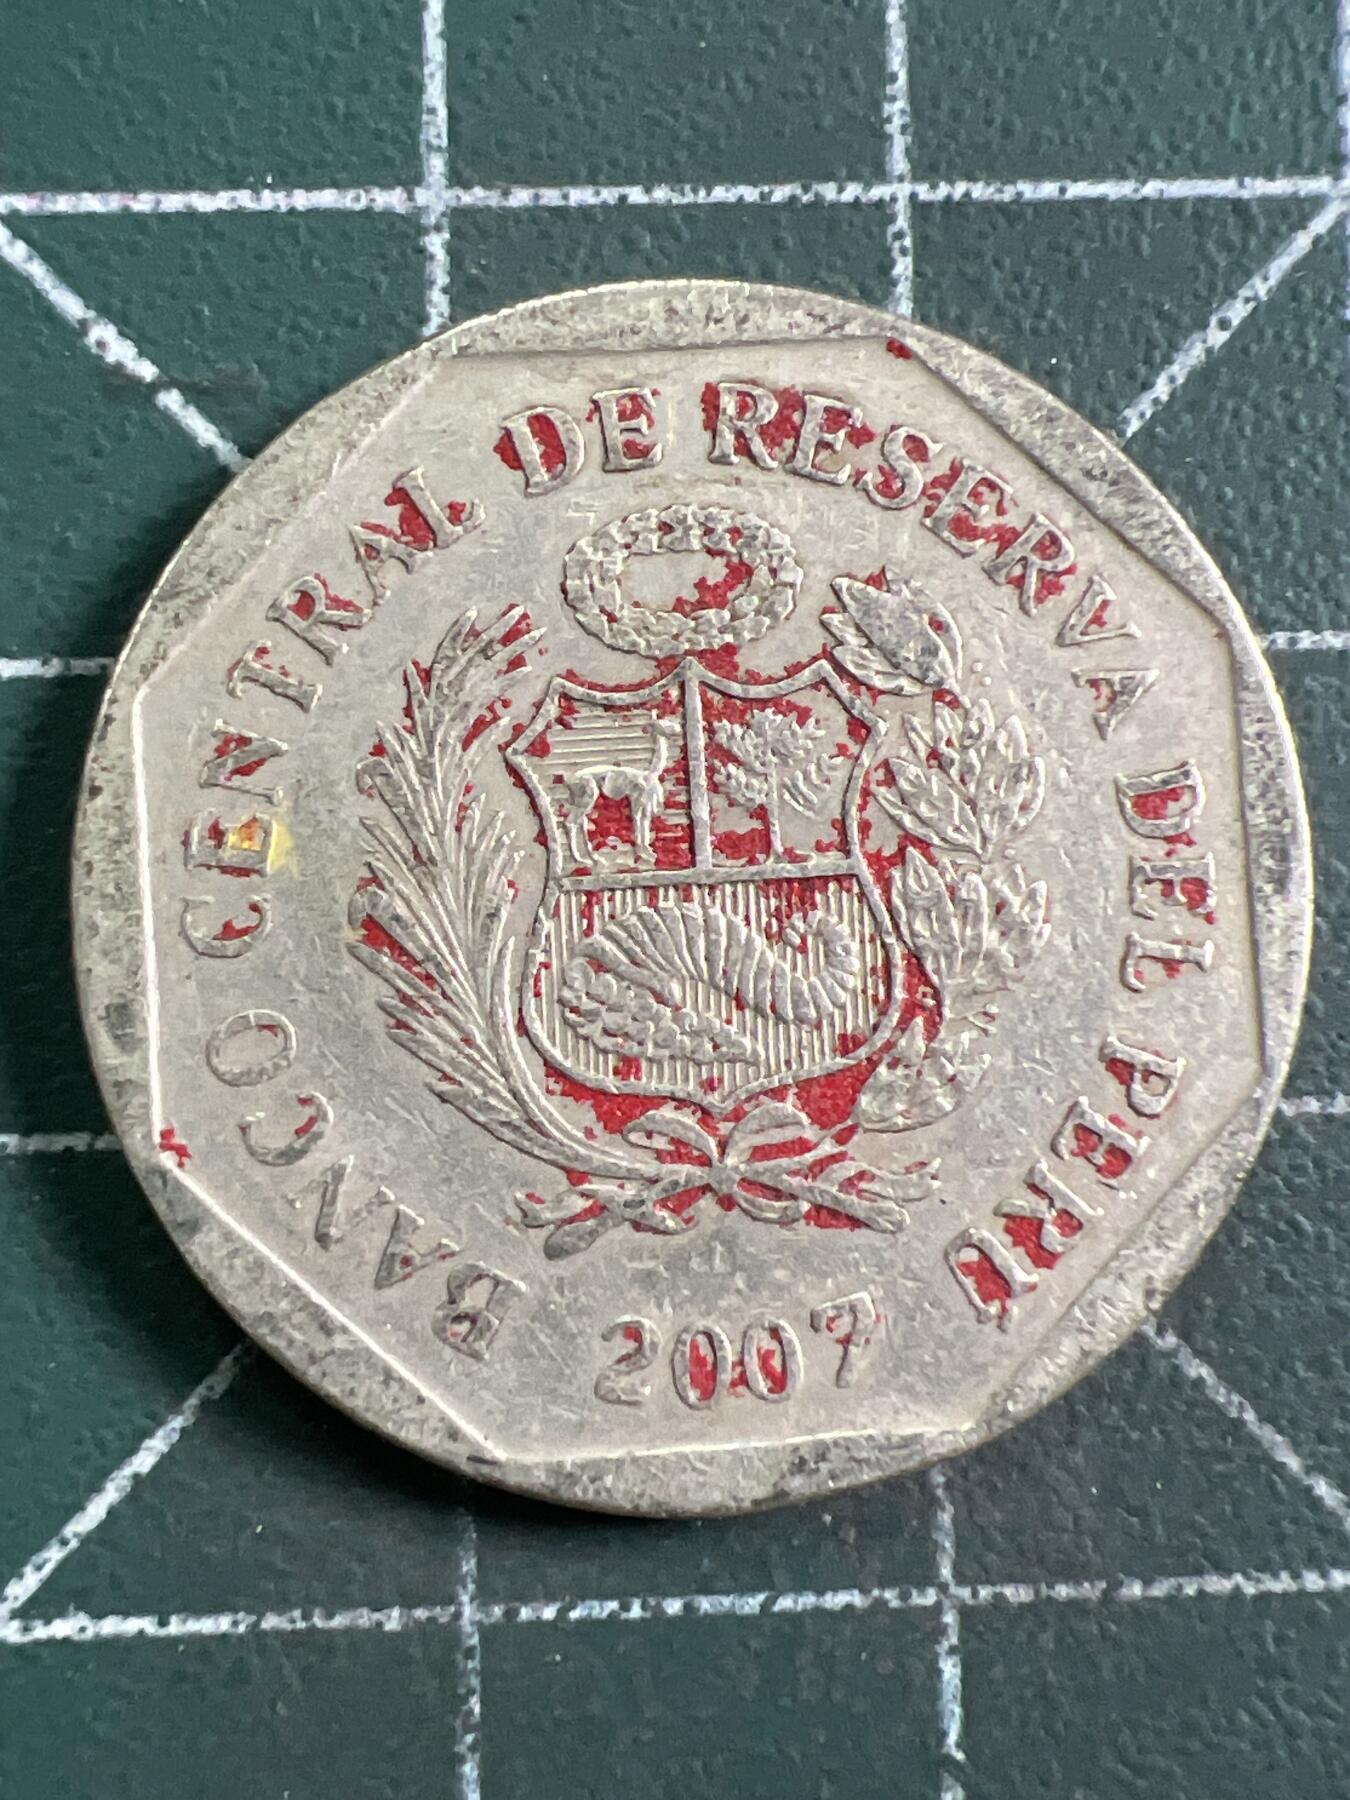 BANCO CENTRAL DE RESERVA DEL PERU
2007